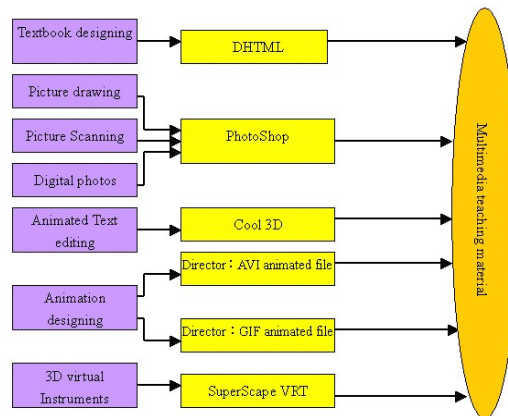 Textbook designing
DHTML
Picture drawing
Picture Scanning
Digital photos
PhotoShop
Animated Text
editing
Cool 3D
Animation
designing
Director：AVI animated file
Director：GIF animated file
3D virtual
Instruments
SuperScape VRT
Multimedia teaching material